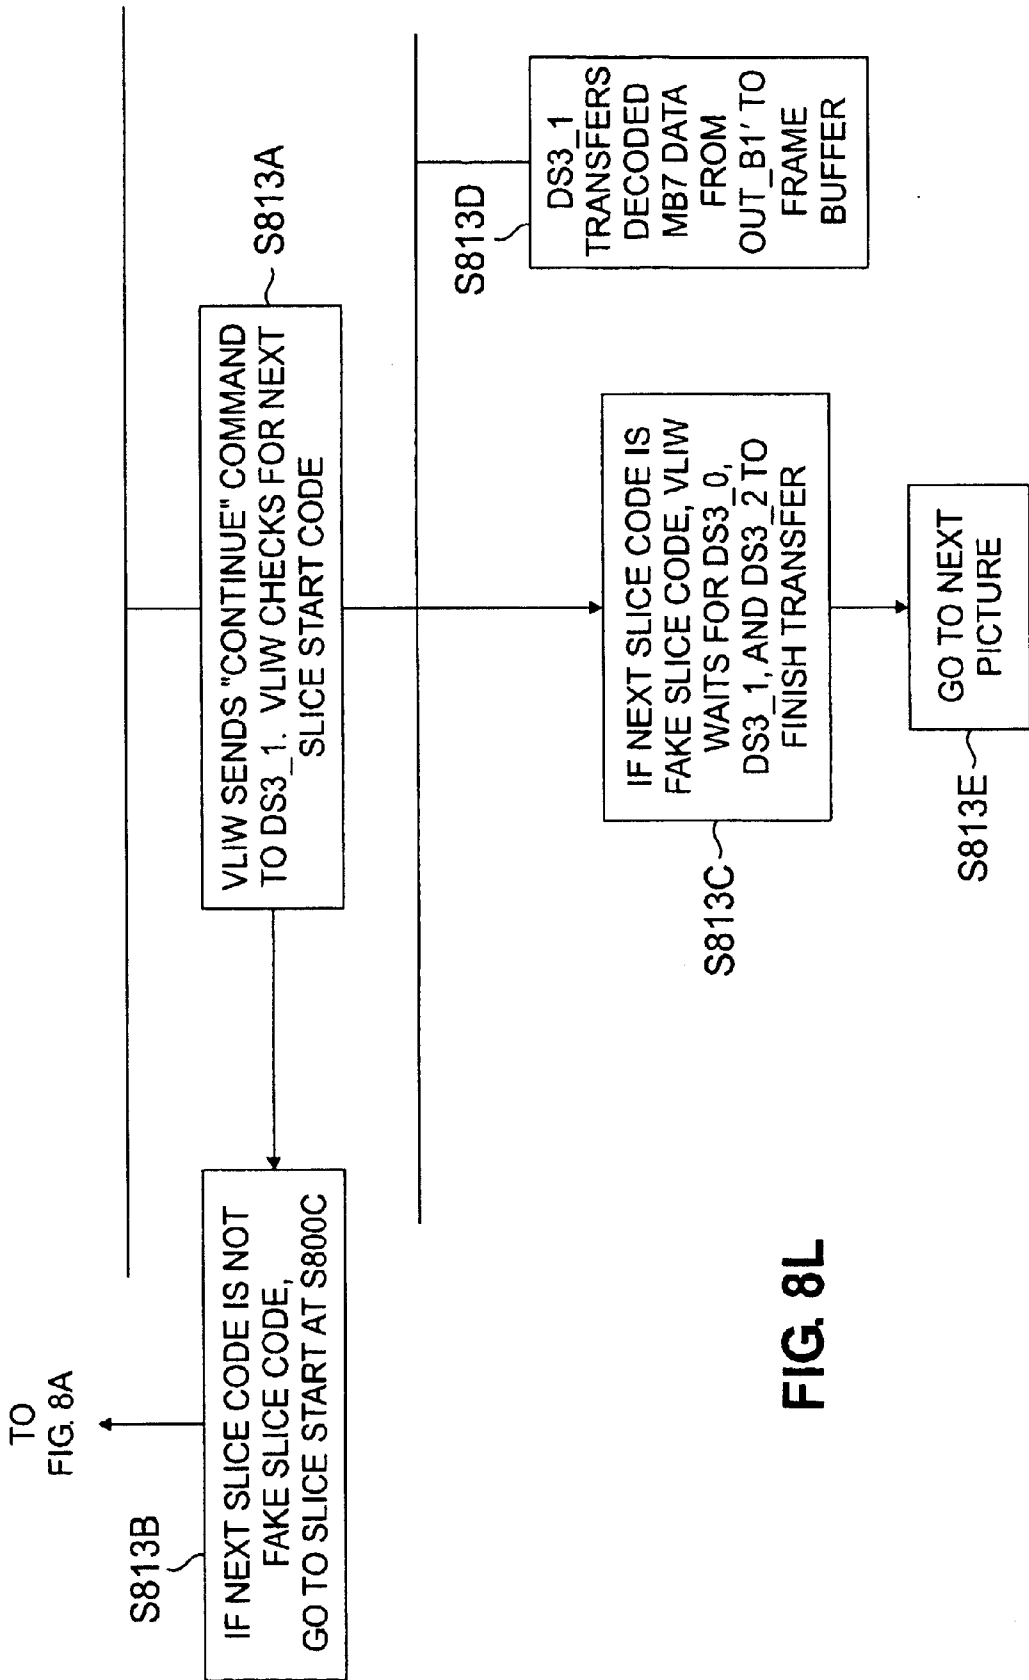 TO
FIG. 8A
S813B
IF NEXT SLICE CODE IS NOT
FAKE SLICE CODE,
GO TO SLICE START AT S800C
VLIW SENDS "CONTINUE" COMMAND
TO DS3_1. VLIW CHECKS FOR NEXT
SLICE START CODE
S813A
S813C
IF NEXT SLICE CODE IS
FAKE SLICE CODE, VLIW
WAITS FOR DS3_0,
DS3_1, AND DS3_2 TO
FINISH TRANSFER
S813D
DS3_1
TRANSFERS
DECODED
MB7 DATA
FROM
OUT_B1' TO
FRAME
BUFFER
S813E
GO TO NEXT
PICTURE
FIG. 8L